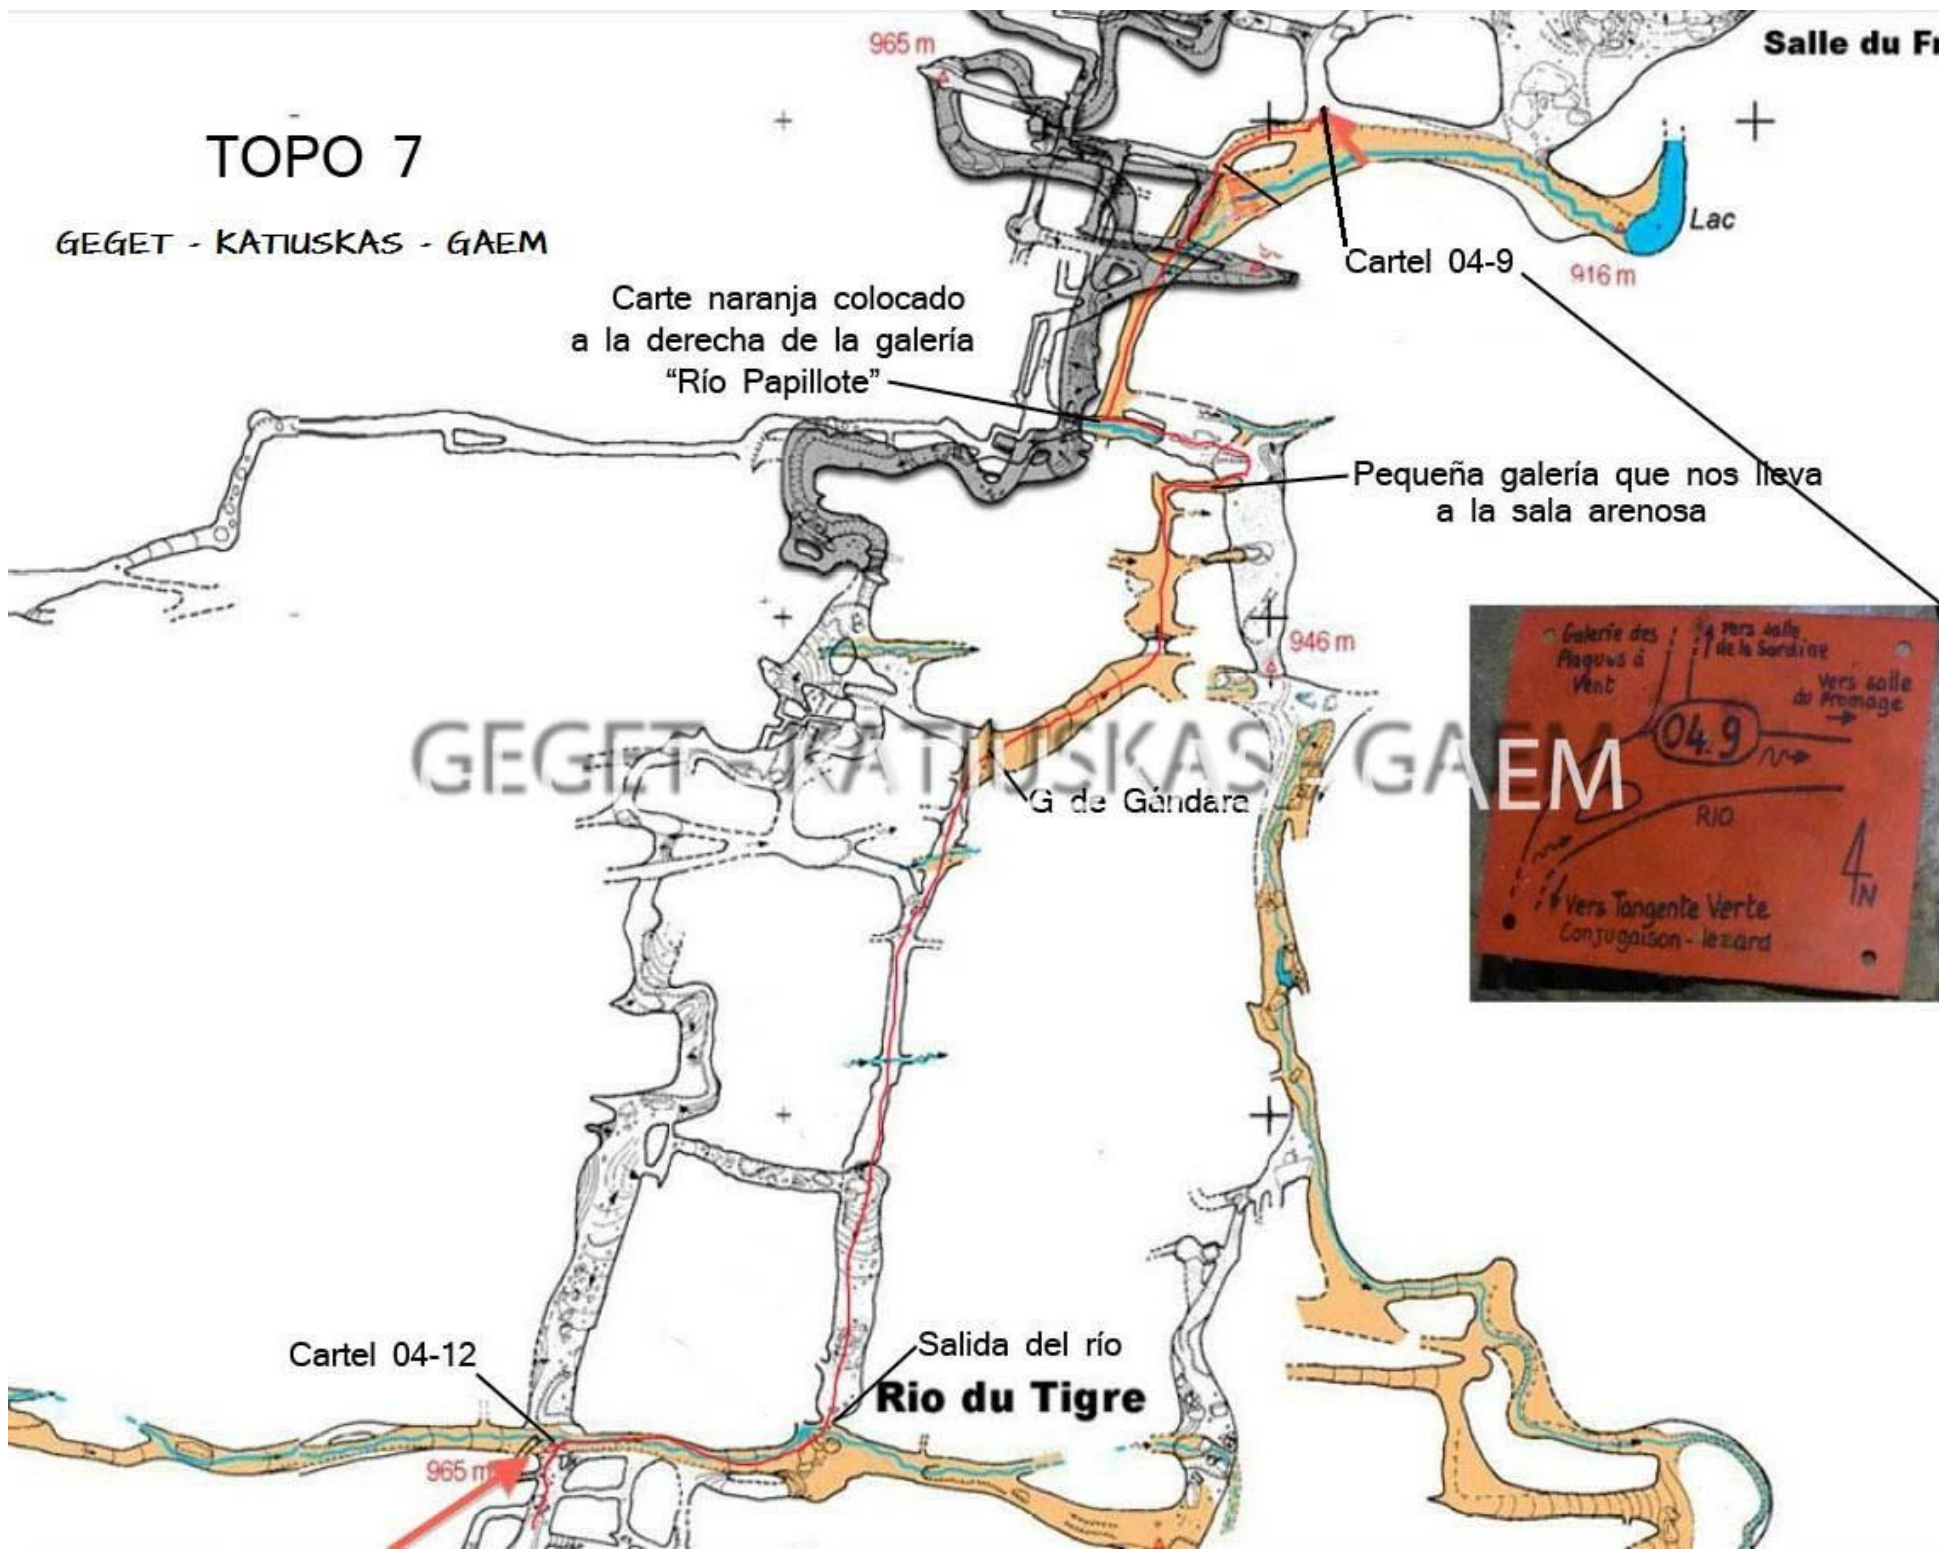 965 m
Salle du Fr
TOPO 7
GEGET - KATIUSKAS - GAEM
Lac
Cartel 04-9
916 m
Carte naranja colocado
a la derecha de la galería
“Río Papillote”
Pequeña galería que nos lleva
a la sala arenosa
946 m
Galerie des
Plaques à
Vent
vers salle
de la Sardine
vers salle
du Fromage
04.9
RIO
N
Vers Tangente Verte
Conjugaison - lezard
GEGET - KATIUSKAS - GAEM
G de Gándara
Cartel 04-12
Salida del río
Rio du Tigre
965 m